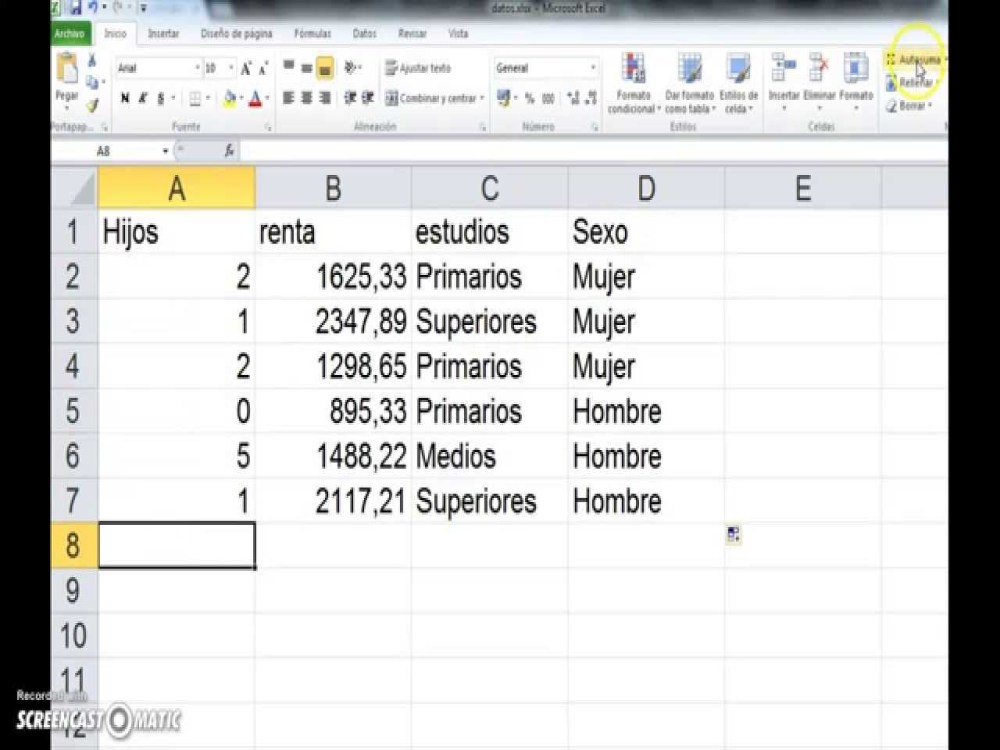 datos.xlsx - Microsoft Excel
Archivo Inicio Insertar Diseño de página Fórmulas Datos Revisar Vista
Pegar
Arial 10
N K S
General
Ajustar texto
Combinar y centrar
% 000
Formato condicional
Dar formato como tabla
Estilos de celda
Insertar Eliminar Formato
Autosuma
Rellenar
Borrar
Portapap... Fuente Alineación Número Estilos Celdas
A8 fx
A B C D E
1 Hijos renta estudios Sexo
2 2 1625,33 Primarios Mujer
3 1 2347,89 Superiores Mujer
4 2 1298,65 Primarios Mujer
5 0 895,33 Primarios Hombre
6 5 1488,22 Medios Hombre
7 1 2117,21 Superiores Hombre
8
9
10
11
12
Recorded with
SCREENCAST O MATIC